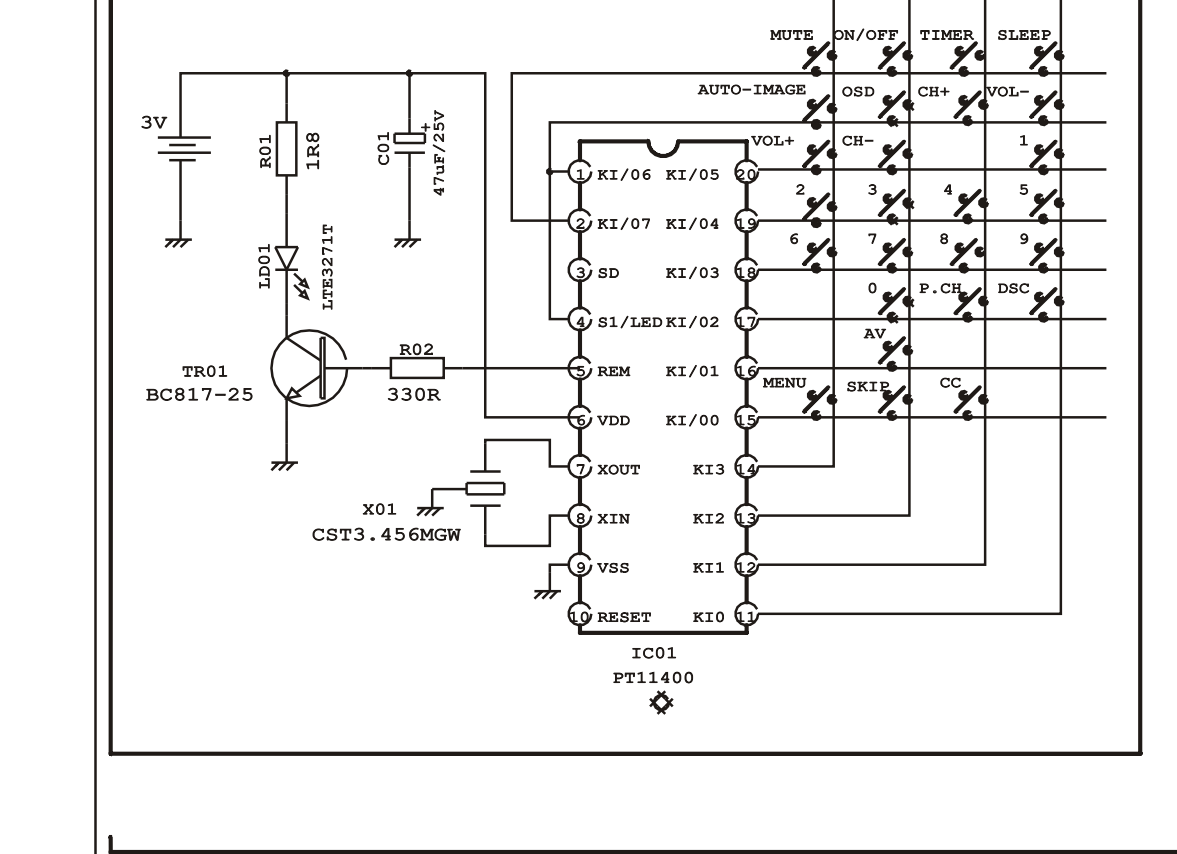 MUTE ON/OFF TIMER SLEEP
AUTO-IMAGE OSD CH+ VOL-
VOL+ CH- 1
2 3 4 5
6 7 8 9
0 P.CH DSC
AV
MENU SKIP CC
3V
R01
1R8
C01
+
47uF/25V
LD01
LTE3271T
TR01
BC817-25
R02
330R
X01
CST3.456MGW
1 KI/06 KI/05 20
2 KI/07 KI/04 19
3 SD KI/03 18
4 S1/LED KI/02 17
5 REM KI/01 16
6 VDD KI/00 15
7 XOUT KI3 14
8 XIN KI2 13
9 VSS KI1 12
10 RESET KI0 11
IC01
PT11400